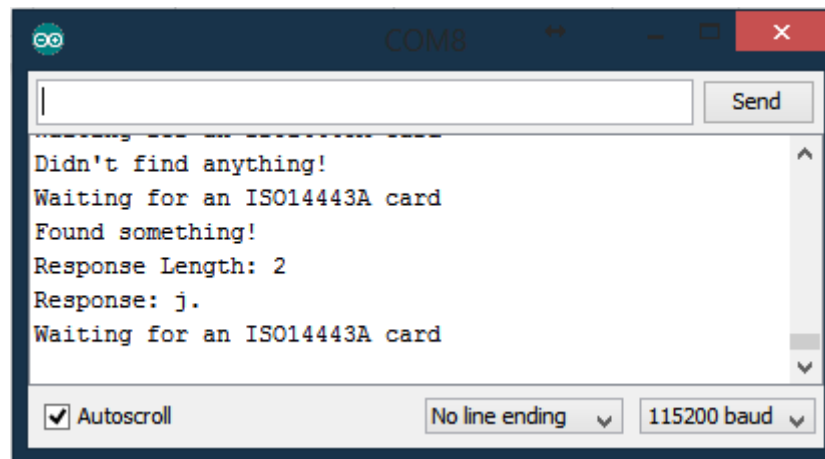 COM8
Send
Didn't find anything!
Waiting for an ISO14443A card
Found something!
Response Length: 2
Response: j.
Waiting for an ISO14443A card
Autoscroll
No line ending
115200 baud